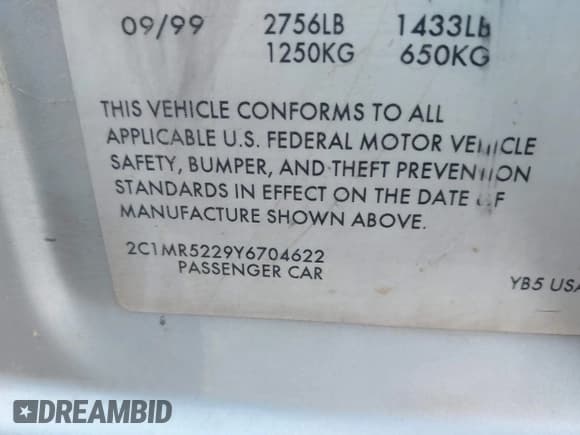 09/99 2756LB 1433Lb
1250KG 650KG
THIS VEHICLE CONFORMS TO ALL
APPLICABLE U.S. FEDERAL MOTOR VEHICLE
SAFETY, BUMPER, AND THEFT PREVENTION
STANDARDS IN EFFECT ON THE DATE OF
MANUFACTURE SHOWN ABOVE.
2C1MR5229Y6704622
PASSENGER CAR
YB5 USA
DREAMBID